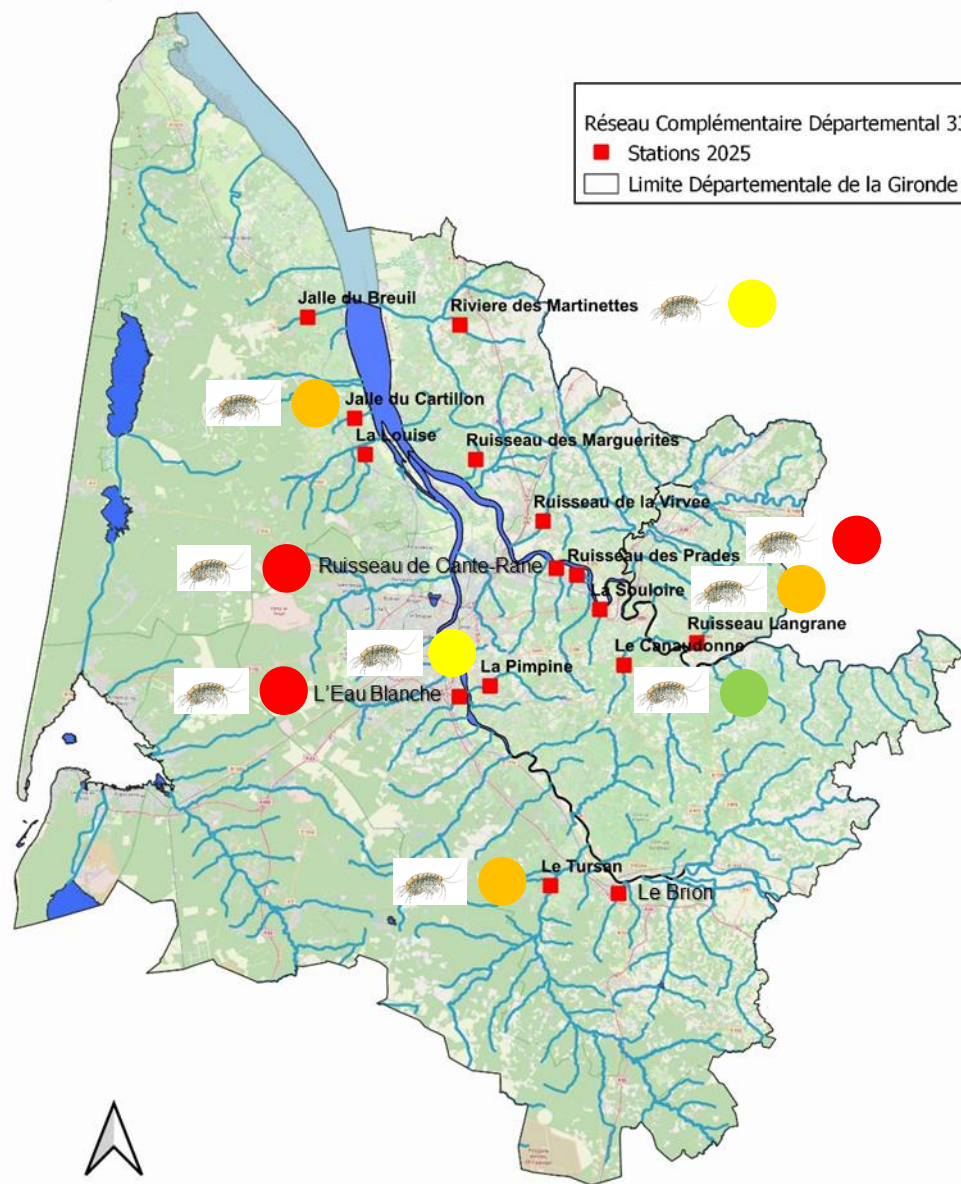 Réseau Complémentaire Départemental 33
Stations 2025
Limite Départementale de la Gironde
Jalle du Breuil
Riviere des Martinettes
Jalle du Cartillon
La Louise
Ruisseau des Marguerites
Ruisseau de la Virvee
Ruisseau de Cante-Rane
Ruisseau des Prades
La Souloire
Ruisseau Langrane
Le Canaudonne
La Pimpine
L'Eau Blanche
Le Tursan
Le Brion